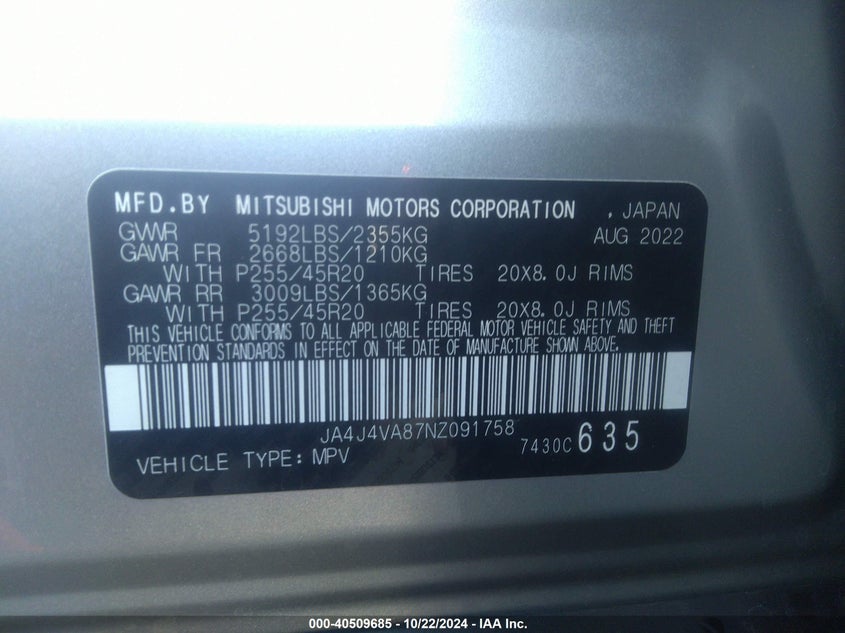 MFD.BY MITSUBISHI MOTORS CORPORATION , JAPAN
GVWR 5192LBS/2355KG AUG 2022
GAWR FR 2668LBS/1210KG
WITH P255/45R20 TIRES 20X8.0J RIMS
GAWR RR 3009LBS/1365KG
WITH P255/45R20 TIRES 20X8.0J RIMS
THIS VEHICLE CONFORMS TO ALL APPLICABLE FEDERAL MOTOR VEHICLE SAFETY AND THEFT
PREVENTION STANDARDS IN EFFECT ON THE DATE OF MANUFACTURE SHOWN ABOVE.
JA4J4VA87NZ091758
7430C 635
VEHICLE TYPE: MPV
000-40509685 - 10/22/2024 - IAA Inc.